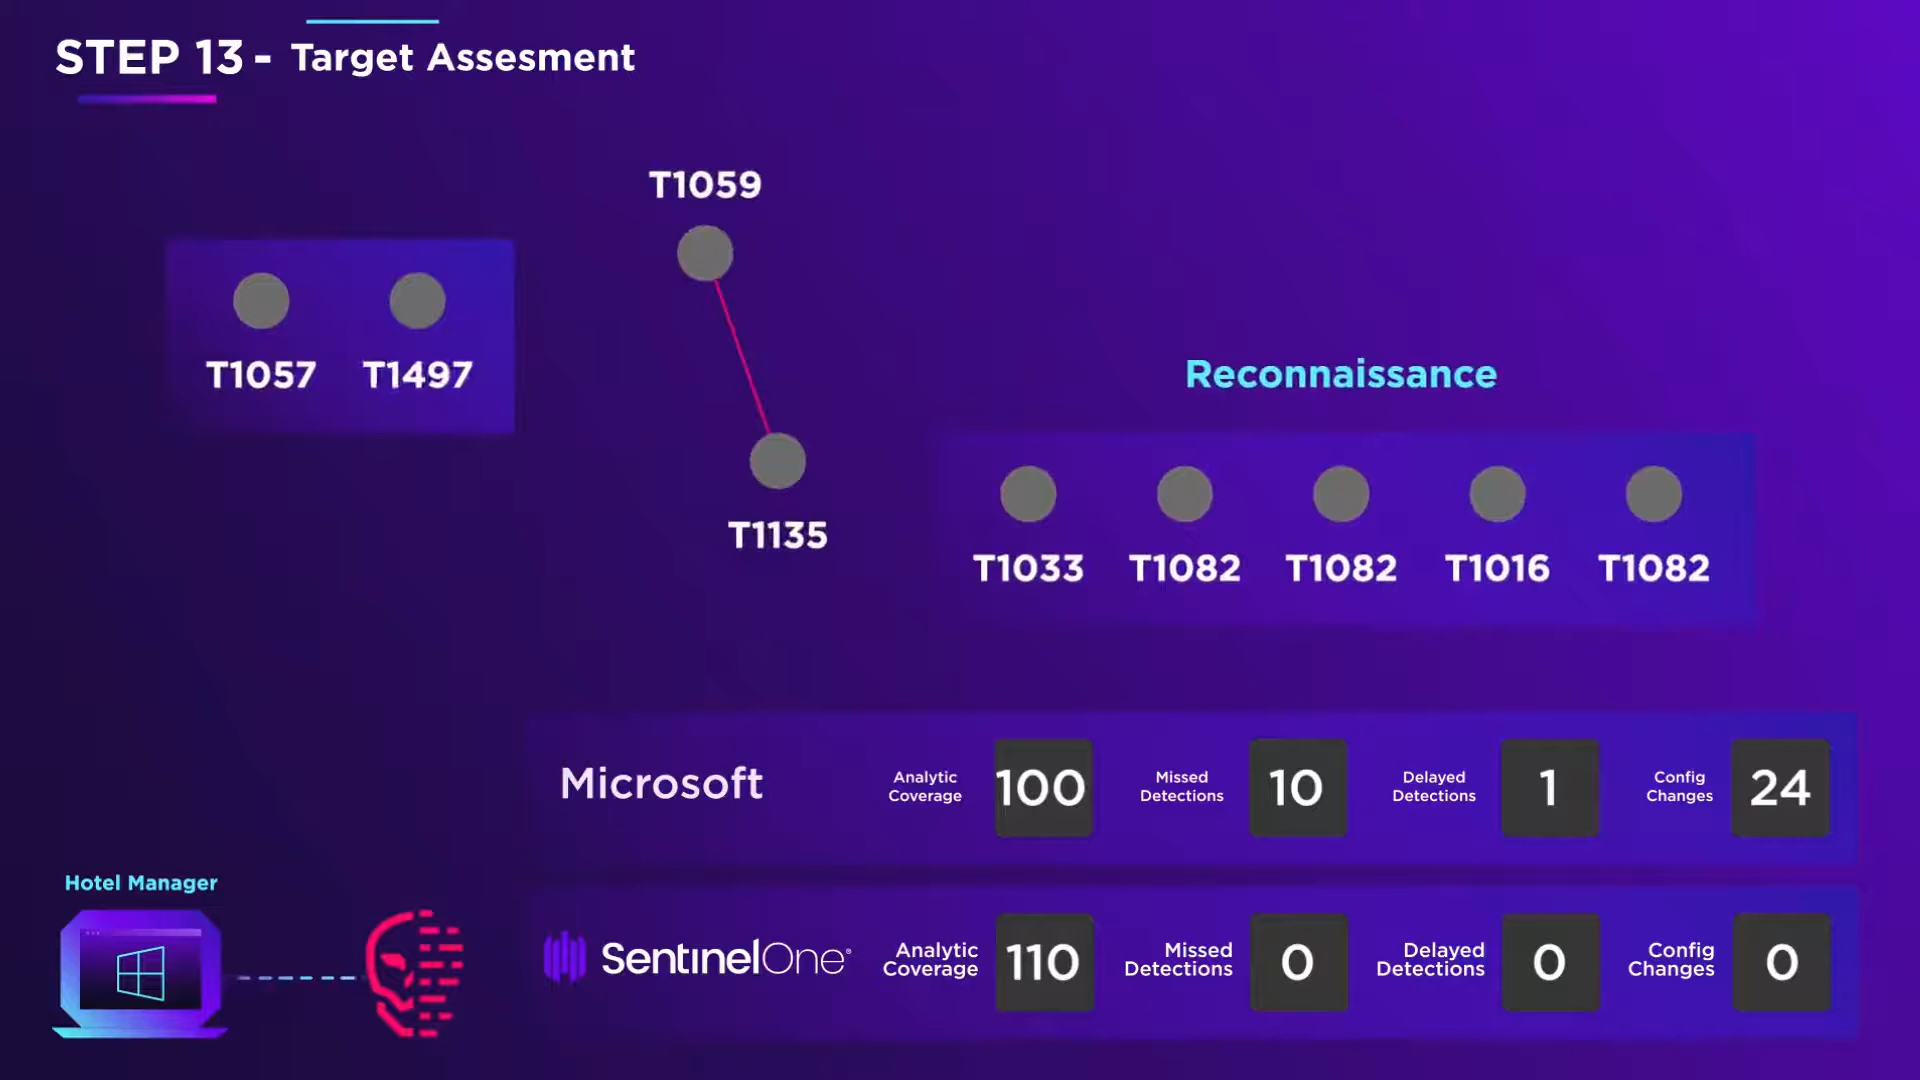 STEP 13 - Target Assesment
T1059
T1057 T1497
Reconnaissance
T1135
T1033 T1082 T1082 T1016 T1082
Microsoft
Analytic
Coverage
100
Missed
Detections
10
Delayed
Detections
1
Config
Changes
24
Hotel Manager
SentinelOne
Analytic
Coverage
110
Missed
Detections
0
Delayed
Detections
0
Config
Changes
0